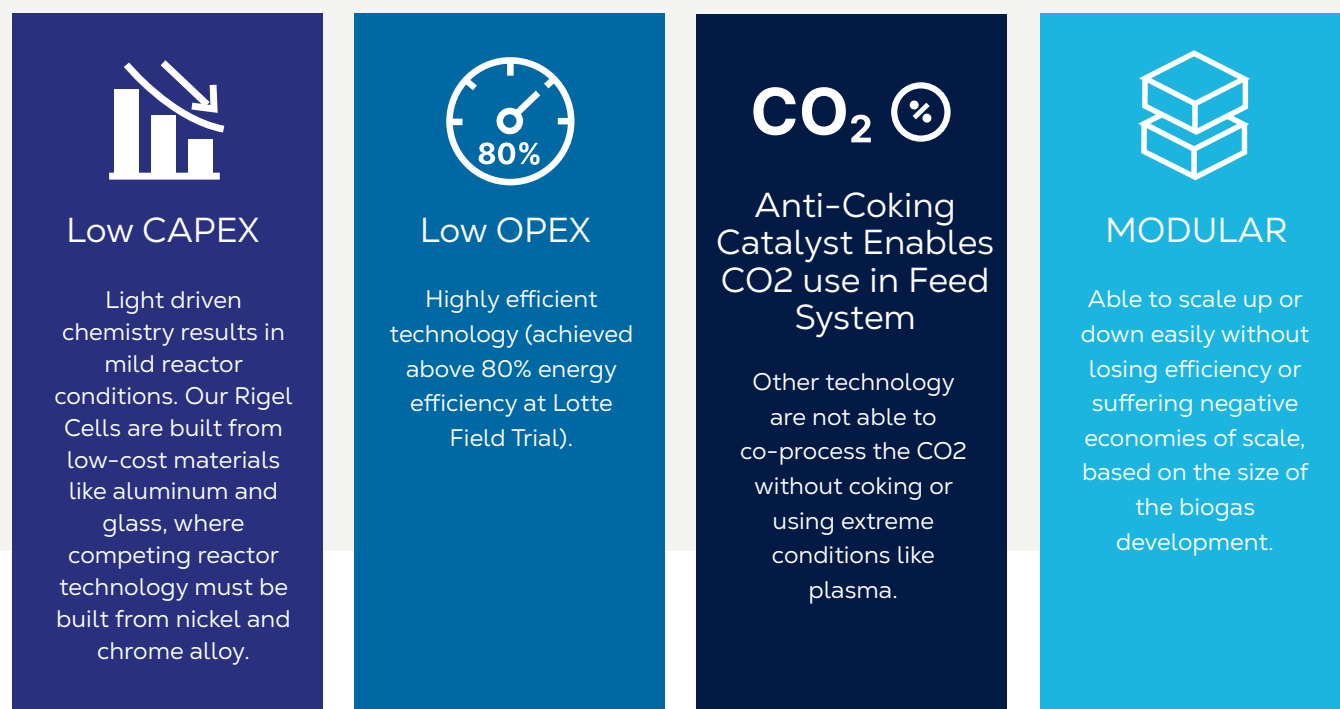 Low CAPEX
Light driven
chemistry results in
mild reactor
conditions. Our Rigel
Cells are built from
low-cost materials
like aluminum and
glass, where
competing reactor
technology must be
built from nickel and
chrome alloy.
80%
Low OPEX
Highly efficient
technology (achieved
above 80% energy
efficiency at Lotte
Field Trial).
CO₂ %
Anti-Coking
Catalyst Enables
CO2 use in Feed
System
Other technology
are not able to
co-process the CO2
without coking or
using extreme
conditions like
plasma.
MODULAR
Able to scale up or
down easily without
losing efficiency or
suffering negative
economies of scale,
based on the size of
the biogas
development.